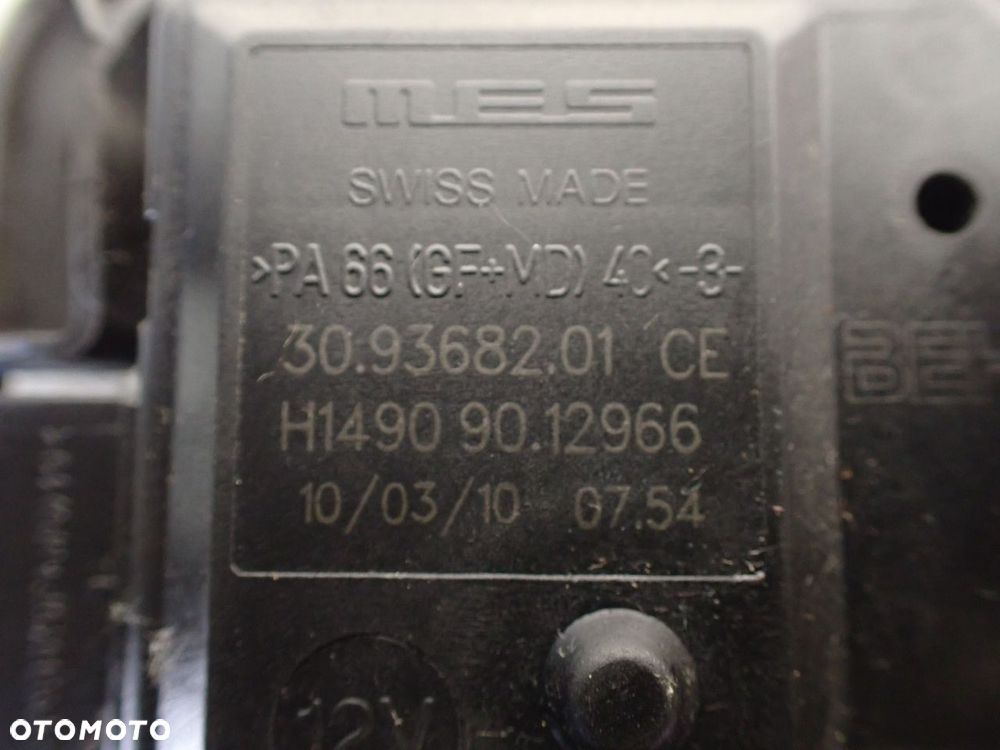 MES
SWISS MADE
>PA 66 (GF+MD) 40< -3-
30.93682.01 CE
H1490 90.12966
10/03/10 07.54
12V
OTOMOTO